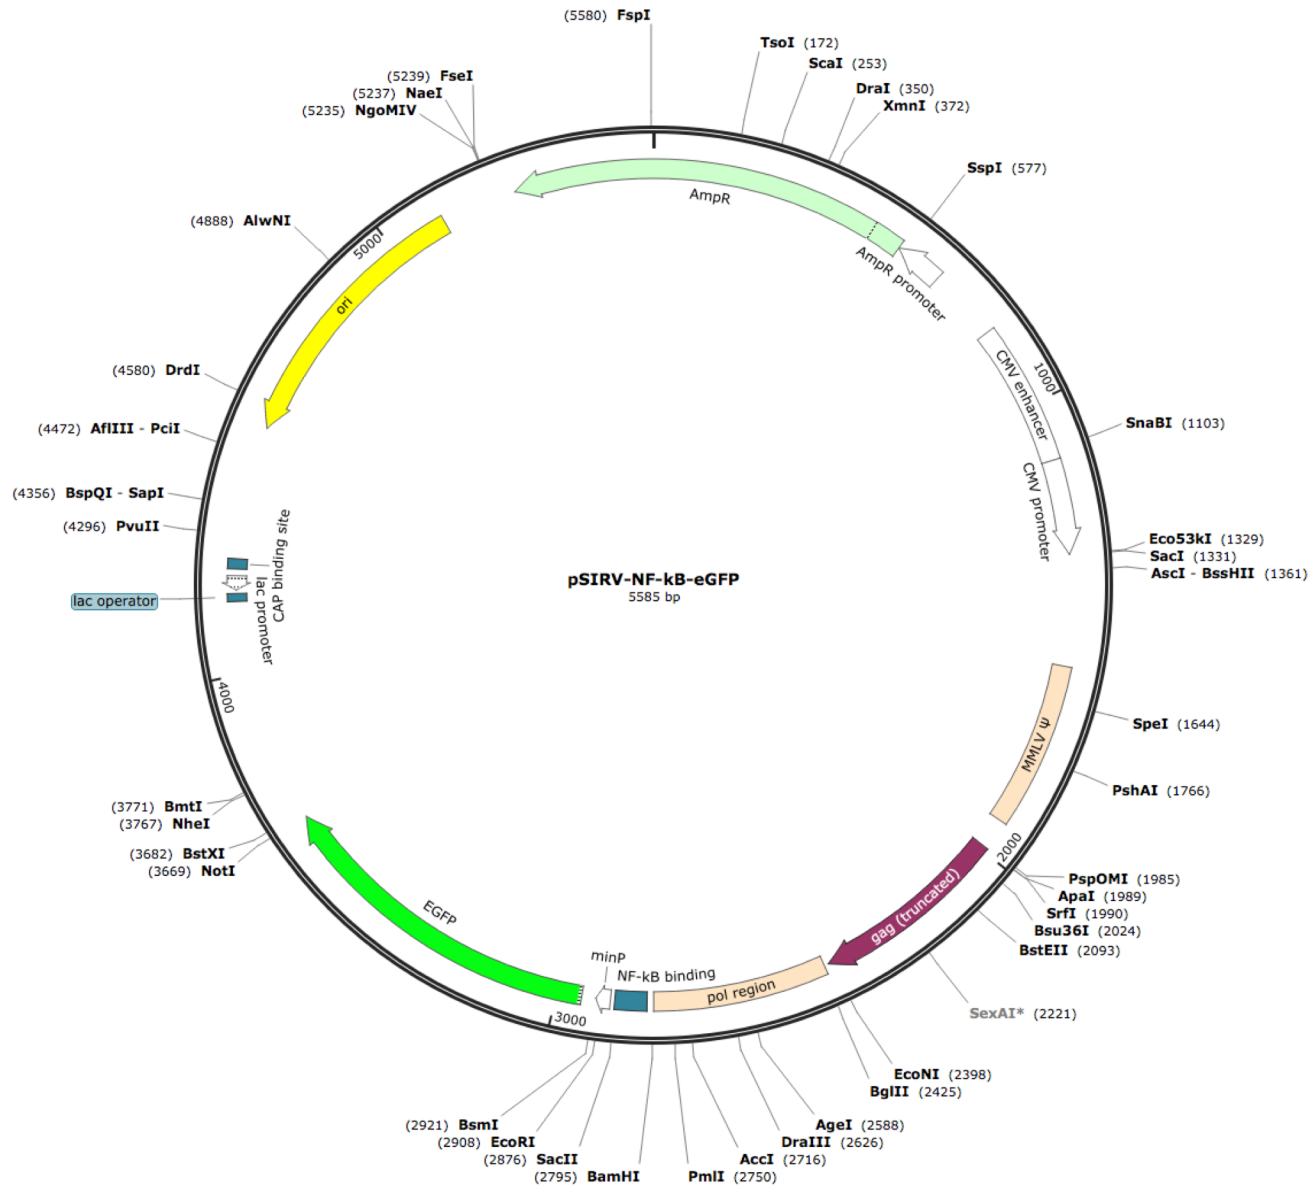 (5580) FspI
TsoI (172)
ScaI (253)
DraI (350)
XmnI (372)
SspI (577)
SnaBI (1103)
Eco53kI (1329)
SacI (1331)
AscI - BssHII (1361)
SpeI (1644)
PshAI (1766)
PspOMI (1985)
ApaI (1989)
SrfI (1990)
Bsu36I (2024)
BstEII (2093)
SexAI* (2221)
EcoNI (2398)
BglII (2425)
AgeI (2588)
DraIII (2626)
AccI (2716)
PmlI (2750)
(2795) BamHI
(2876) SacII
(2908) EcoRI
(2921) BsmI
(3669) NotI
(3682) BstXI
(3767) NheI
(3771) BmtI
lac operator
(4296) PvuII
(4356) BspQI - SapI
(4472) AflIII - PciI
(4580) DrdI
(4888) AlwNI
(5235) NgoMIV
(5237) NaeI
(5239) FseI
AmpR
AmpR promoter
CMV enhancer
CMV promoter
1000
MMLV Ψ
2000
gag (truncated)
pol region
NF-kB binding
minP
3000
EGFP
4000
lac promoter
CAP binding site
ori
5000
pSIRV-NF-kB-eGFP
5585 bp